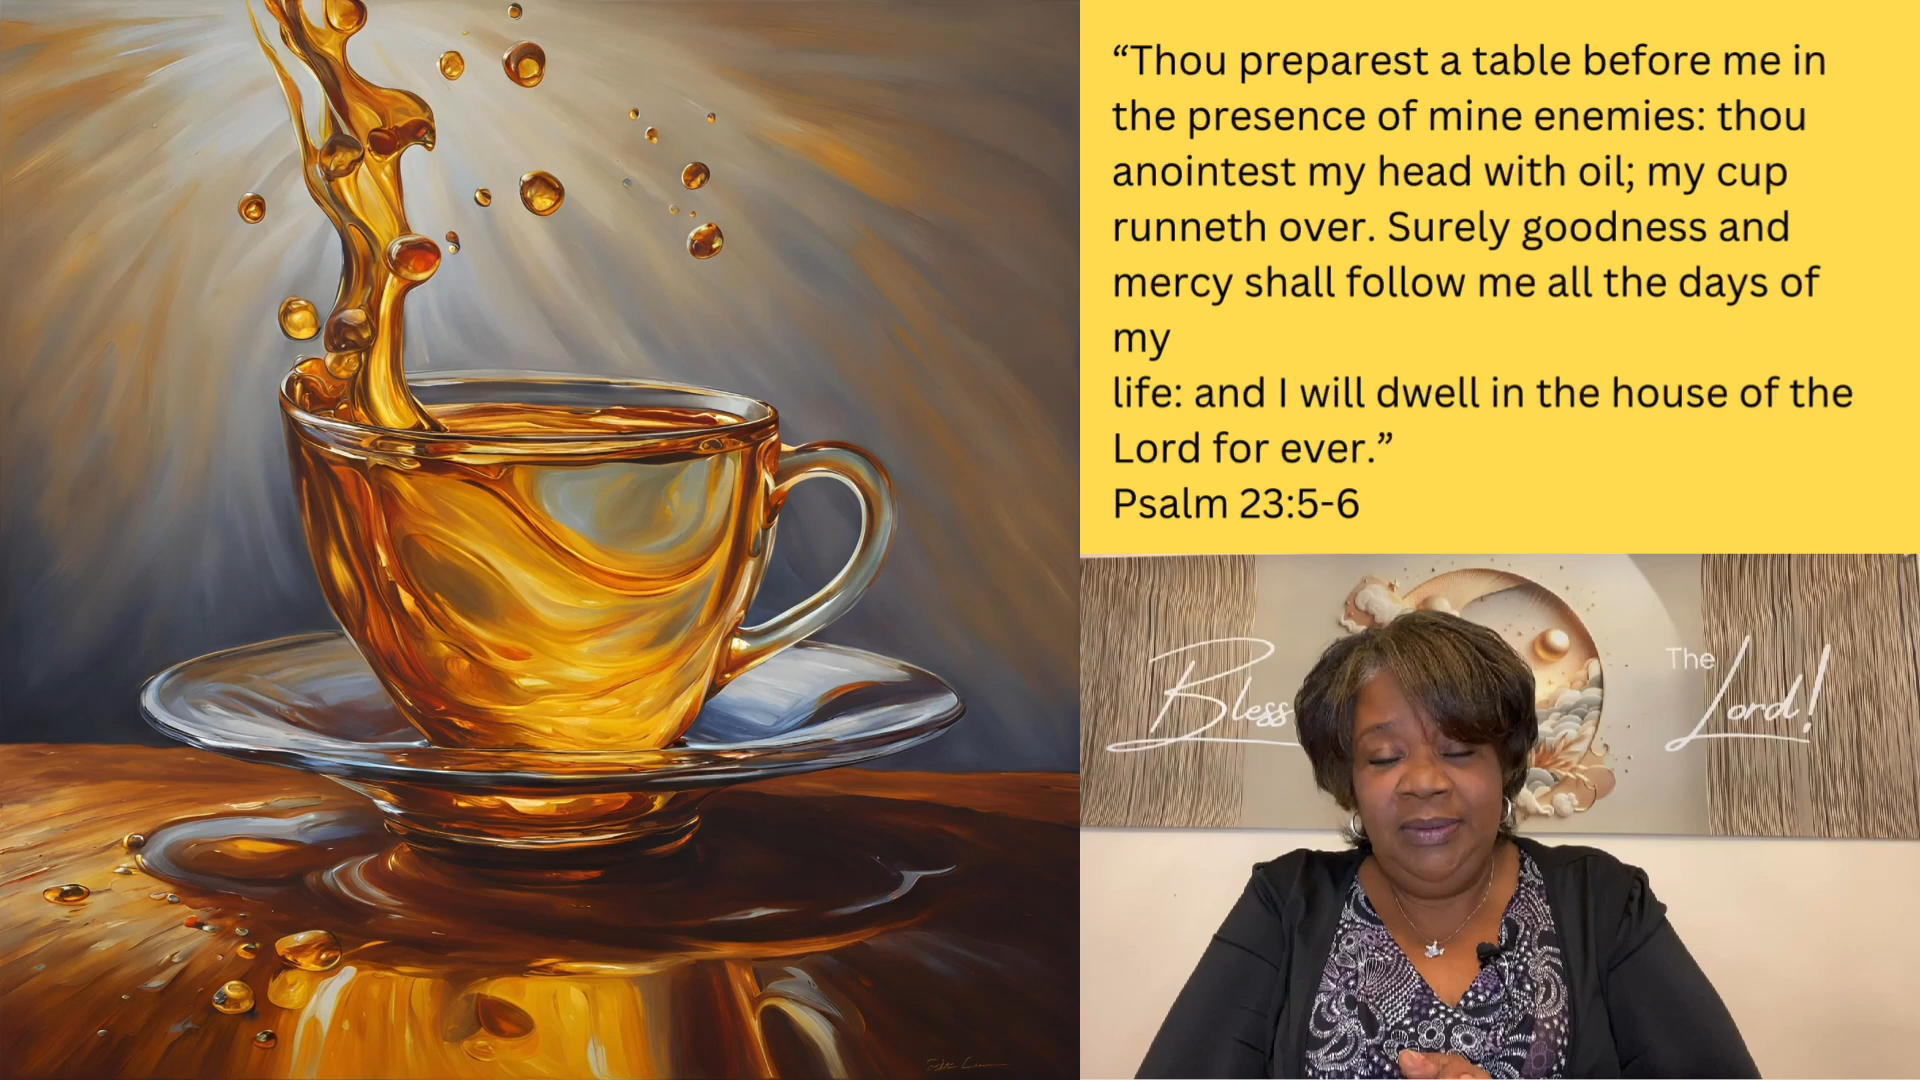 “Thou preparest a table before me in
the presence of mine enemies: thou
anointest my head with oil; my cup
runneth over. Surely goodness and
mercy shall follow me all the days of
my
life: and I will dwell in the house of the
Lord for ever.”
Psalm 23:5-6
Bless
The
Lord!